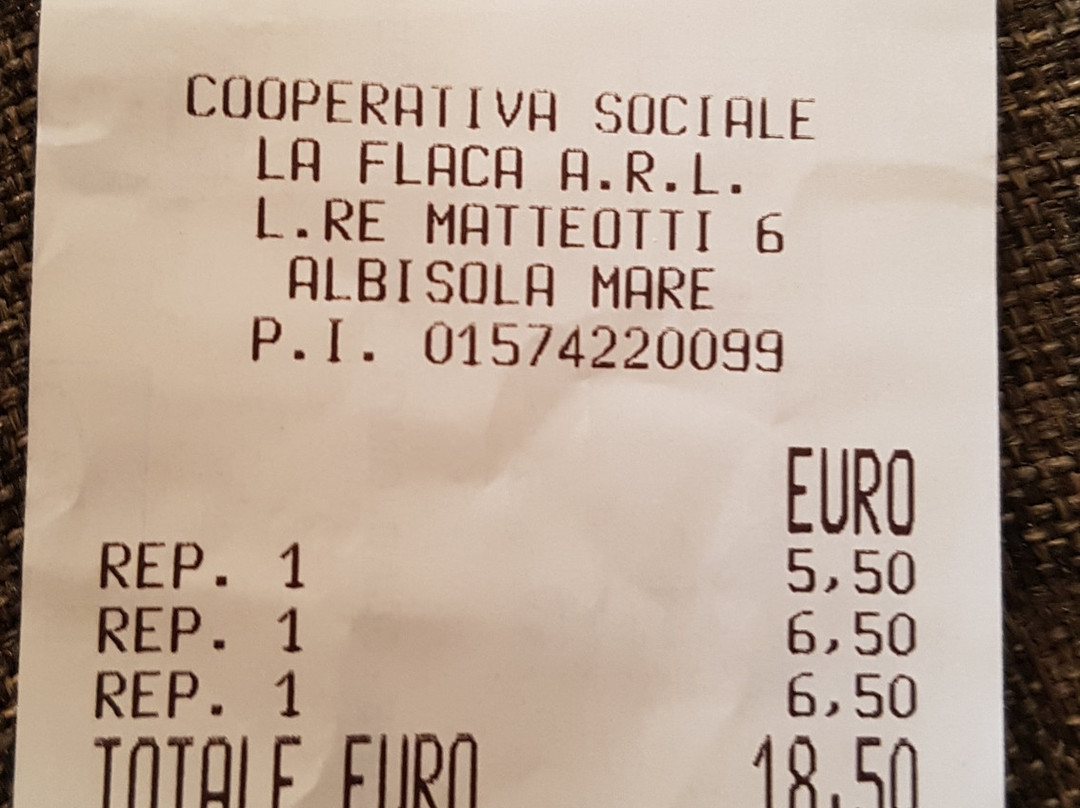 COOPERATIVA SOCIALE
LA FLACA A.R.L.
L.RE MATTEOTTI 6
ALBISOLA MARE
P.I. 01574220099
EURO
REP. 1 5,50
REP. 1 6,50
REP. 1 6,50
TOTALE EURO 18,50